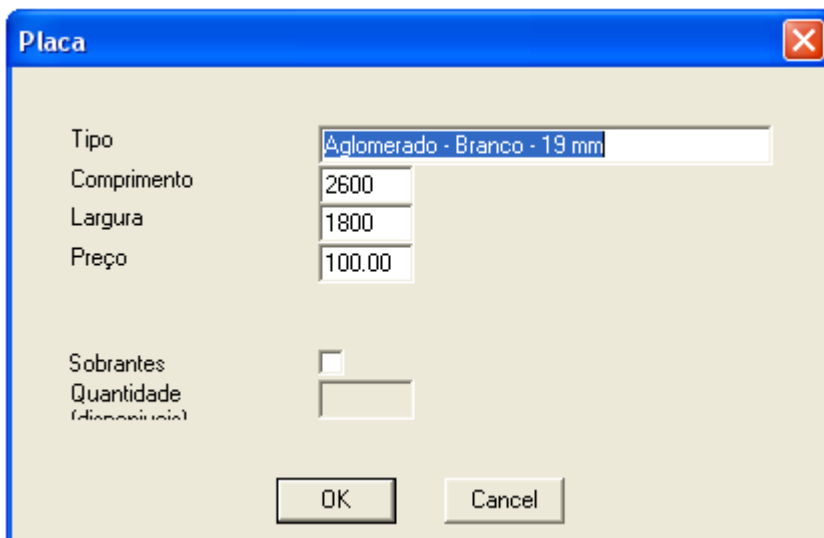 Placa
Tipo Aglomerado - Branco - 19 mm
Comprimento 2600
Largura 1800
Preço 100.00
Sobrantes
Quantidade
OK Cancel